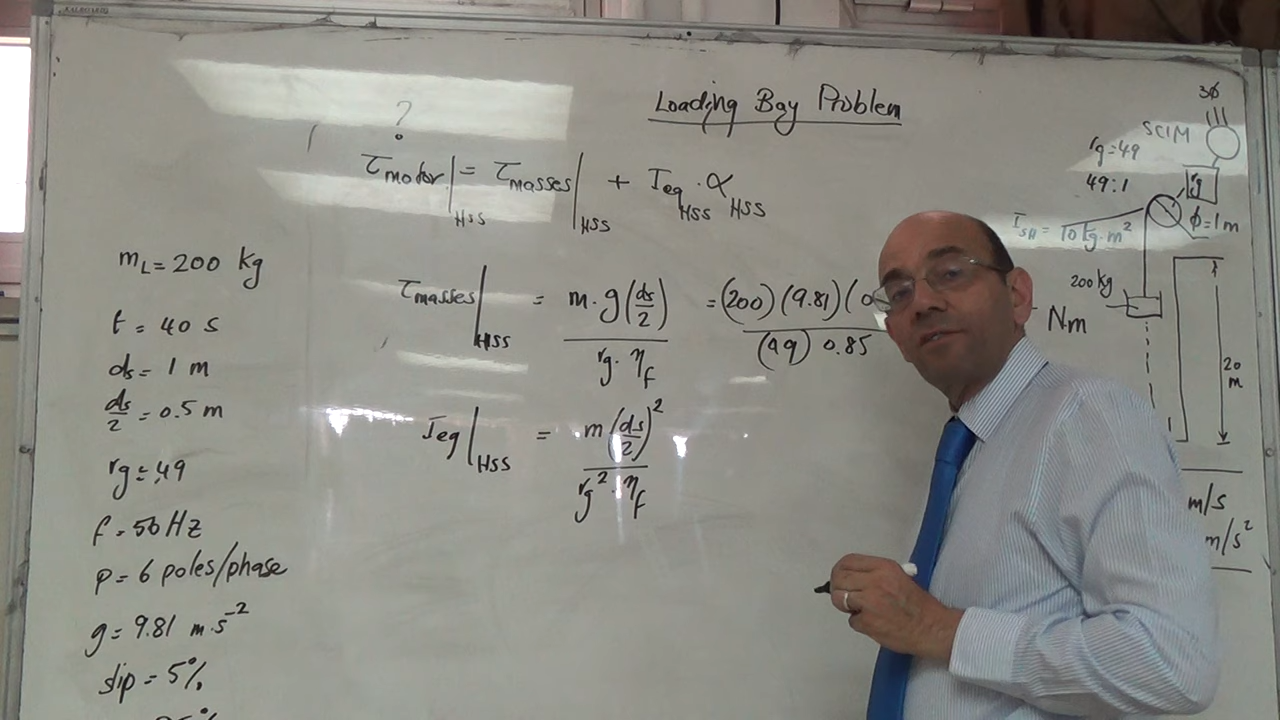 Loading Bay Problem
?
τmotor|HSS = τmasses|HSS + Ieq HSS · α HSS
mL = 200 kg
t = 40 s
ds = 1 m
ds/2 = 0.5 m
rg = 49
f = 50 Hz
P = 6 poles/phase
g = 9.81 m·s⁻²
slip = 5%
τmasses|HSS = m·g(ds/2) / rg·ηf = (200)(9.81)(0 / (49) 0.85 Nm
Ieq|HSS = m(ds/2)² / rg²·ηf
3Φ
SCIM
rg = 49
49:1
rg
ISH = 10 kg·m²
φ = 1 m
200 kg
20 m
m/s
m/s²